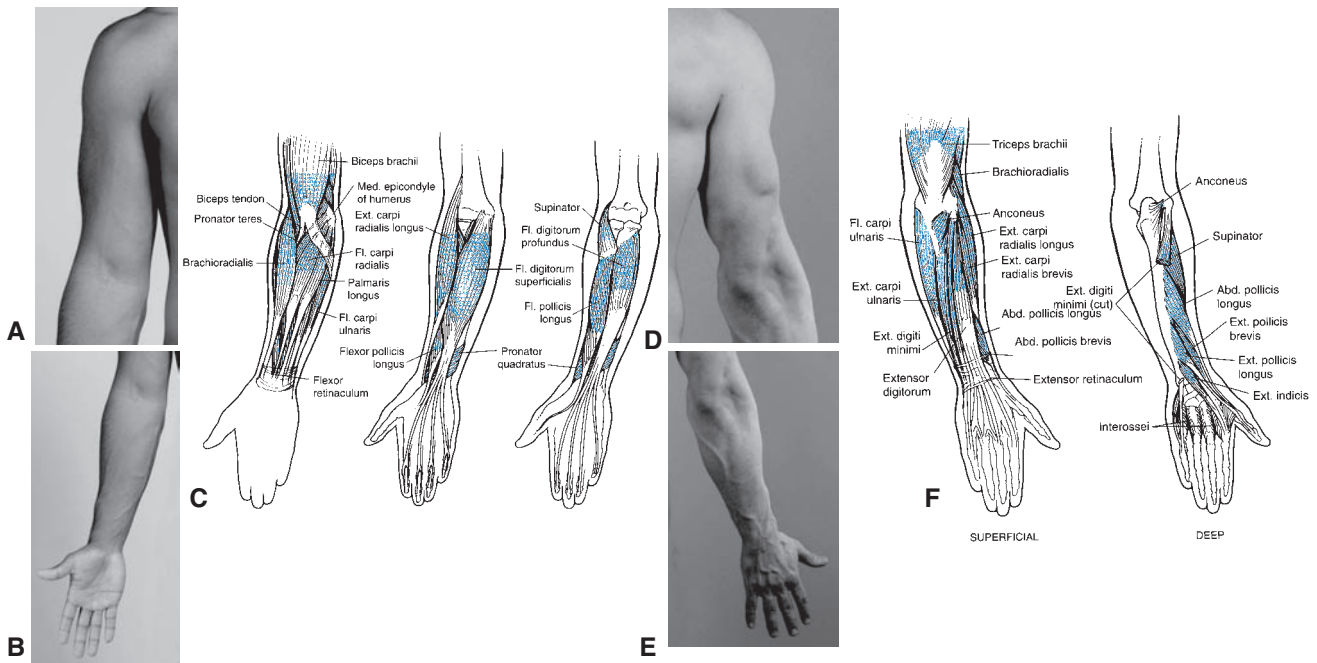 A
B
C
Biceps brachii
Biceps tendon
Med. epicondyle
of humerus
Pronator teres
Ext. carpi
radialis longus
Brachioradialis
Fl. carpi
radialis
Palmaris
longus
Fl. carpi
ulnaris
Flexor pollicis
longus
Flexor
retinaculum
Fl. digitorum
superficialis
Pronator
quadratus
Supinator
Fl. digitorum
profundus
Fl. pollicis
longus
D
E
F
Triceps brachii
Brachioradialis
Anconeus
Fl. carpi
ulnaris
Ext. carpi
radialis longus
Ext. carpi
radialis brevis
Ext. carpi
ulnaris
Abd. pollicis longus
Ext. digiti
minimi
Abd. pollicis brevis
Extensor
digitorum
Extensor retinaculum
SUPERFICIAL
Anconeus
Supinator
Ext. digiti
minimi (cut)
Abd. pollicis
longus
Ext. pollicis
brevis
Ext. pollicis
longus
Ext. indicis
interossei
DEEP